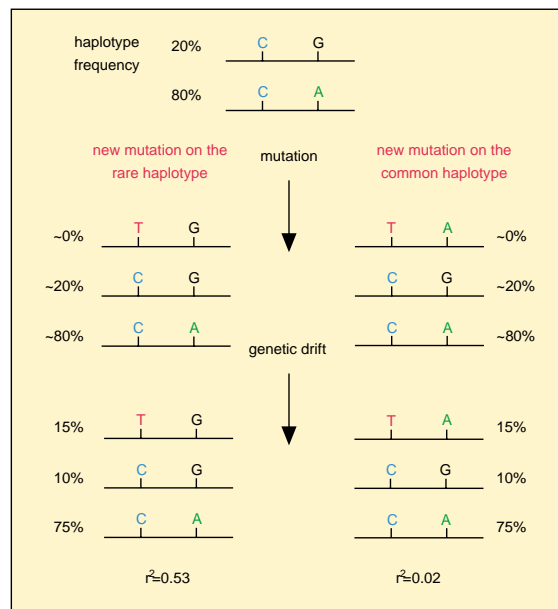 haplotype frequency
20% C G
80% C A
new mutation on the rare haplotype
mutation
new mutation on the common haplotype
~0% T G
T A ~0%
~20% C G
C G ~20%
~80% C A
C A ~80%
genetic drift
15% T G
T A 15%
10% C G
C G 10%
75% C A
C A 75%
r²=0.53
r²=0.02